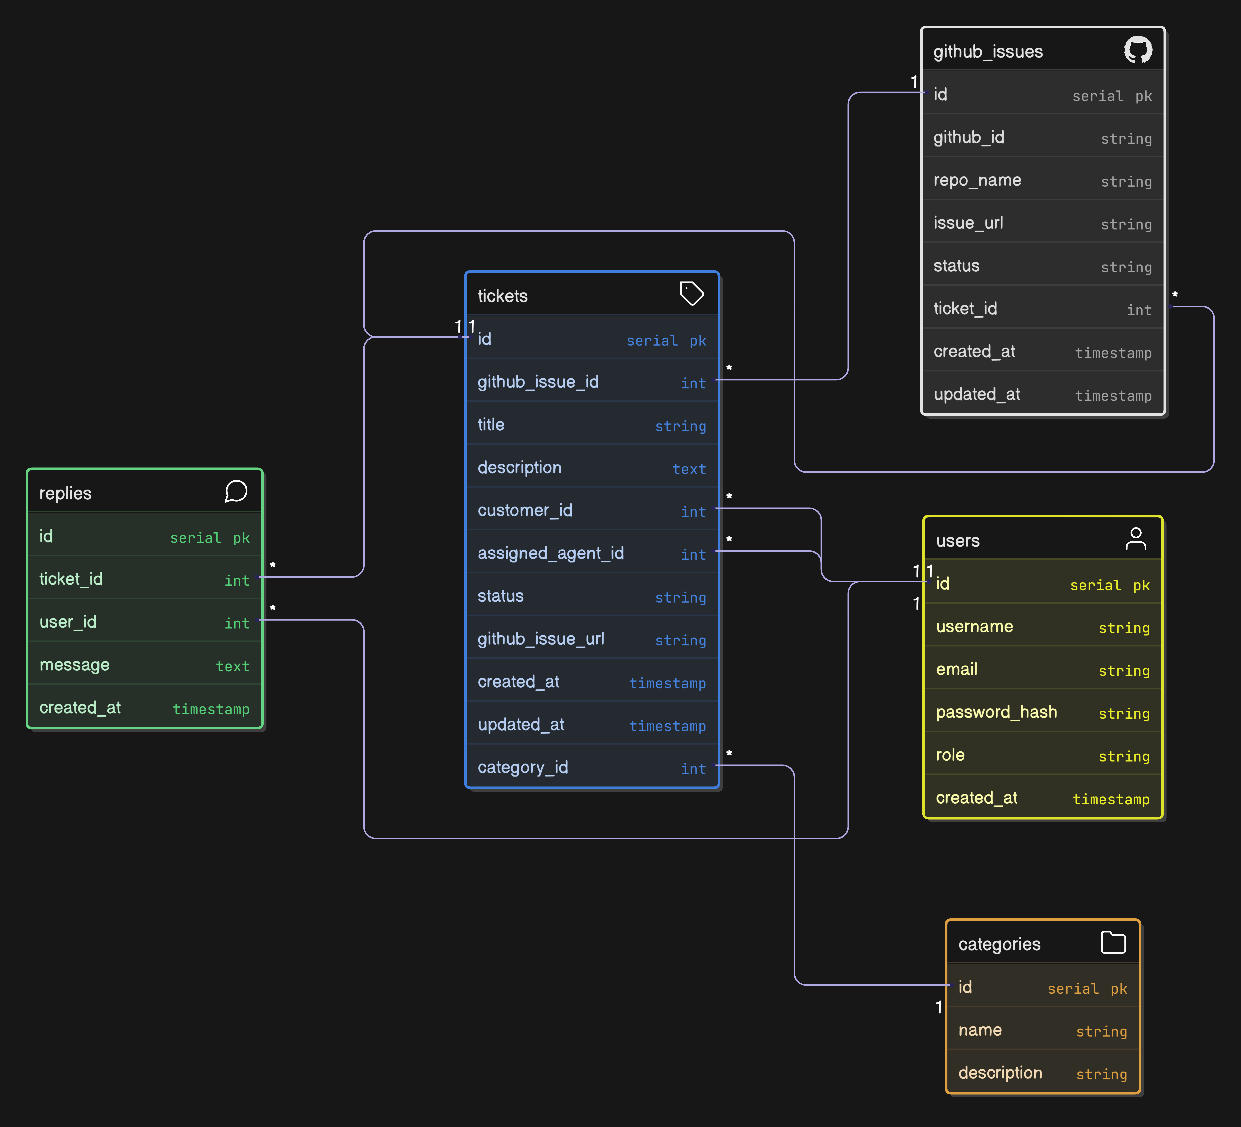 github_issues
1
id serial pk
github_id string
repo_name string
issue_url string
status string
ticket_id int
*
created_at timestamp
updated_at timestamp
tickets
1 1
id serial pk
github_issue_id int
*
title string
description text
customer_id int
*
assigned_agent_id int
*
status string
github_issue_url string
created_at timestamp
updated_at timestamp
category_id int
*
replies
id serial pk
ticket_id int
*
user_id int
*
message text
created_at timestamp
users
1 1
id serial pk
1
username string
email string
password_hash string
role string
created_at timestamp
categories
id serial pk
1
name string
description string